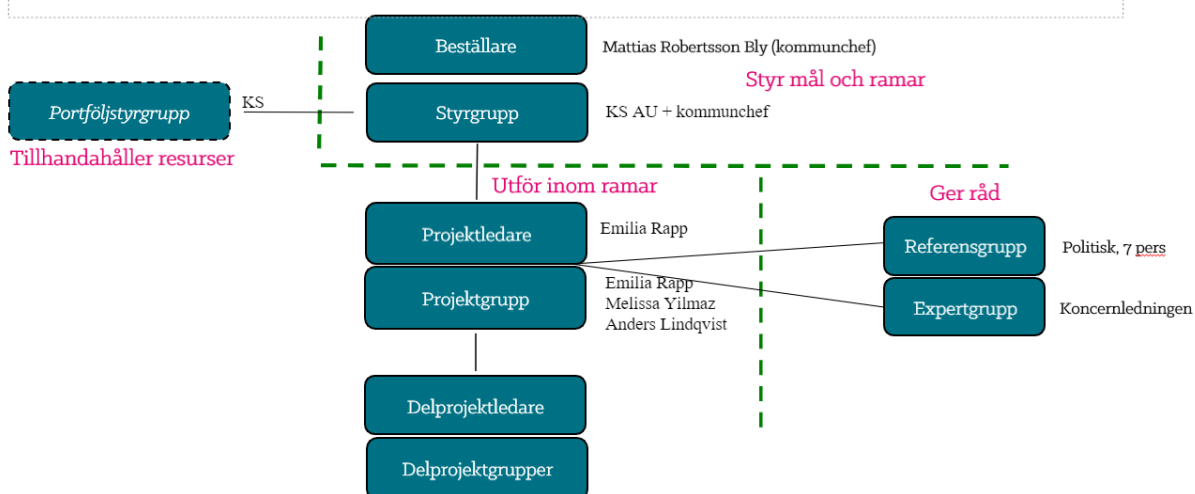 Beställare
Mattias Robertsson Bly (kommunchef)
Styr mål och ramar
Portföljstyrgrupp
KS
Styrgrupp
KS AU + kommunchef
Tillhandahåller resurser
Utför inom ramar
Ger råd
Projektledare
Emilia Rapp
Referensgrupp
Politisk, 7 pers
Projektgrupp
Emilia Rapp
Melissa Yilmaz
Anders Lindqvist
Expertgrupp
Koncernledningen
Delprojektledare
Delprojektgrupper